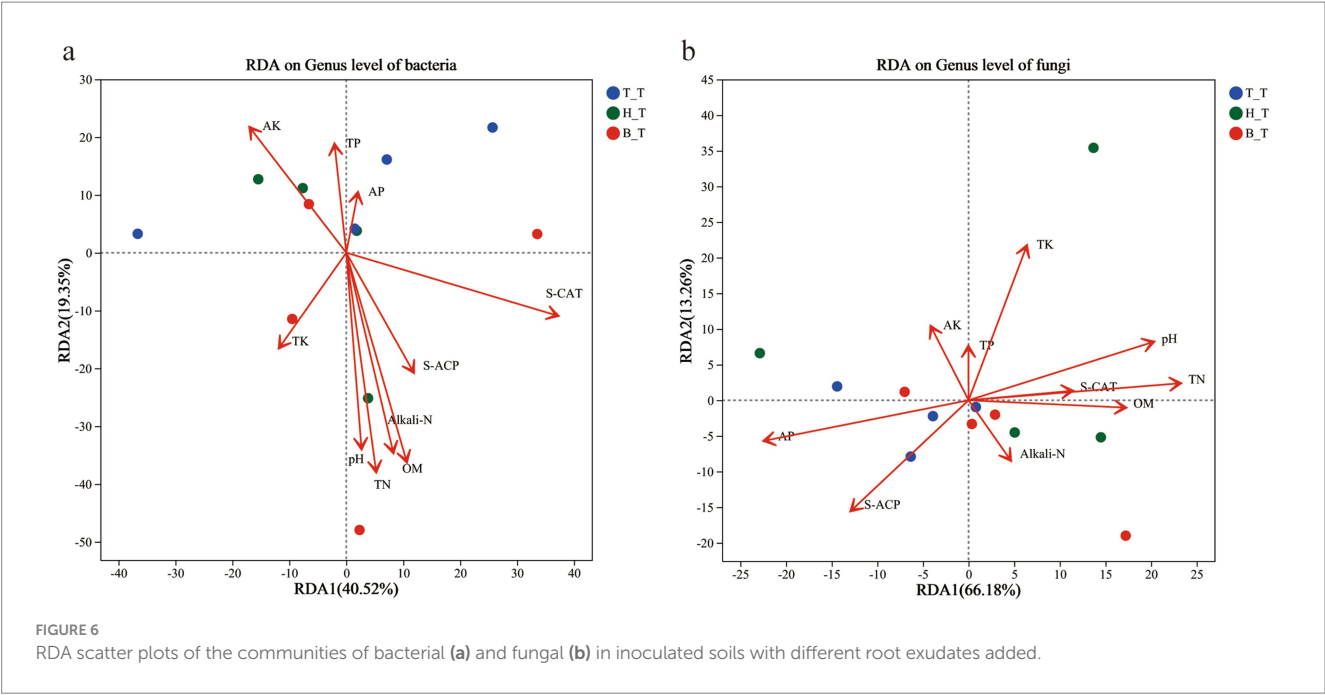 a
RDA on Genus level of bacteria
30
20
10
0
-10
-20
-30
-40
-50
-40
-30
-20
-10
0
10
20
30
40
RDA2(19.35%)
RDA1(40.52%)
AK
TP
AP
S-CAT
TK
S-ACP
Alkali-N
pH
OM
TN
T_T
H_T
B_T
b
RDA on Genus level of fungi
45
40
35
30
25
20
15
10
5
0
-5
-10
-15
-20
-25
-20
-15
-10
-5
0
5
10
15
20
25
RDA2(13.26%)
RDA1(66.18%)
TK
AK
TP
pH
S-CAT
TN
OM
AP
Alkali-N
S-ACP
T_T
H_T
B_T
FIGURE 6
RDA scatter plots of the communities of bacterial (a) and fungal (b) in inoculated soils with different root exudates added.